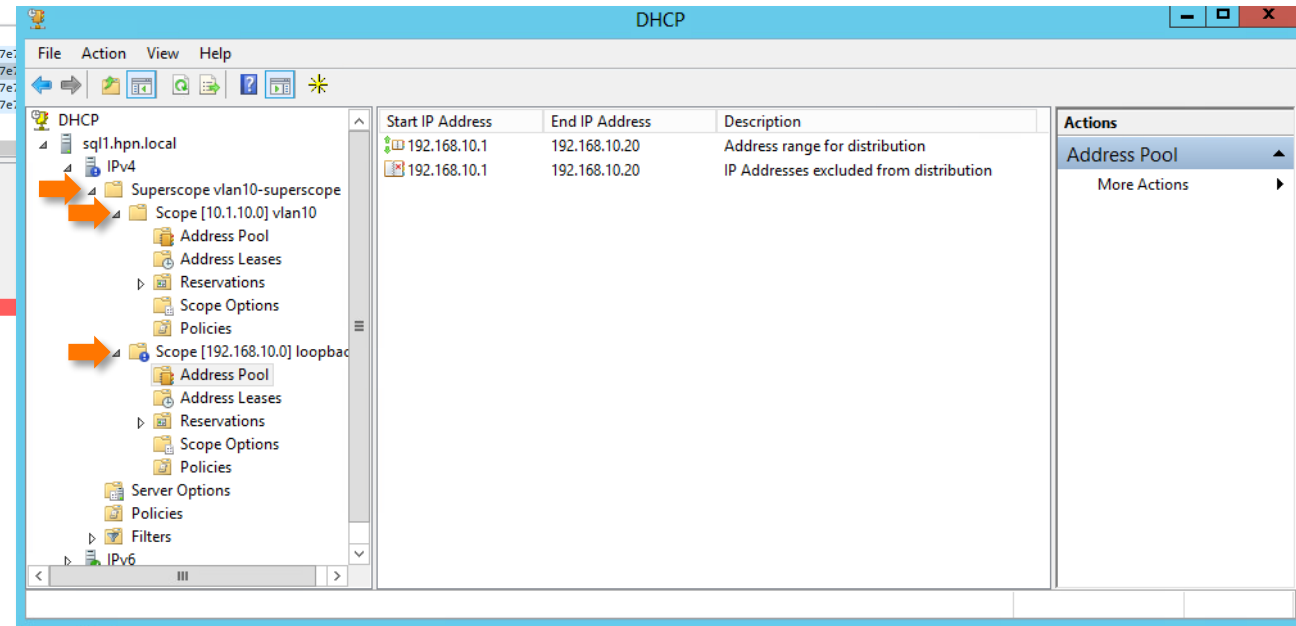 DHCP
File Action View Help
7e7
7e7
7e7
7e7
DHCP
sql1.hpn.local
IPv4
Superscope vlan10-superscope
Scope [10.1.10.0] vlan10
Address Pool
Address Leases
Reservations
Scope Options
Policies
Scope [192.168.10.0] loopbac
Address Pool
Address Leases
Reservations
Scope Options
Policies
Server Options
Policies
Filters
IPv6
Start IP Address End IP Address Description
192.168.10.1 192.168.10.20 Address range for distribution
192.168.10.1 192.168.10.20 IP Addresses excluded from distribution
Actions
Address Pool
More Actions